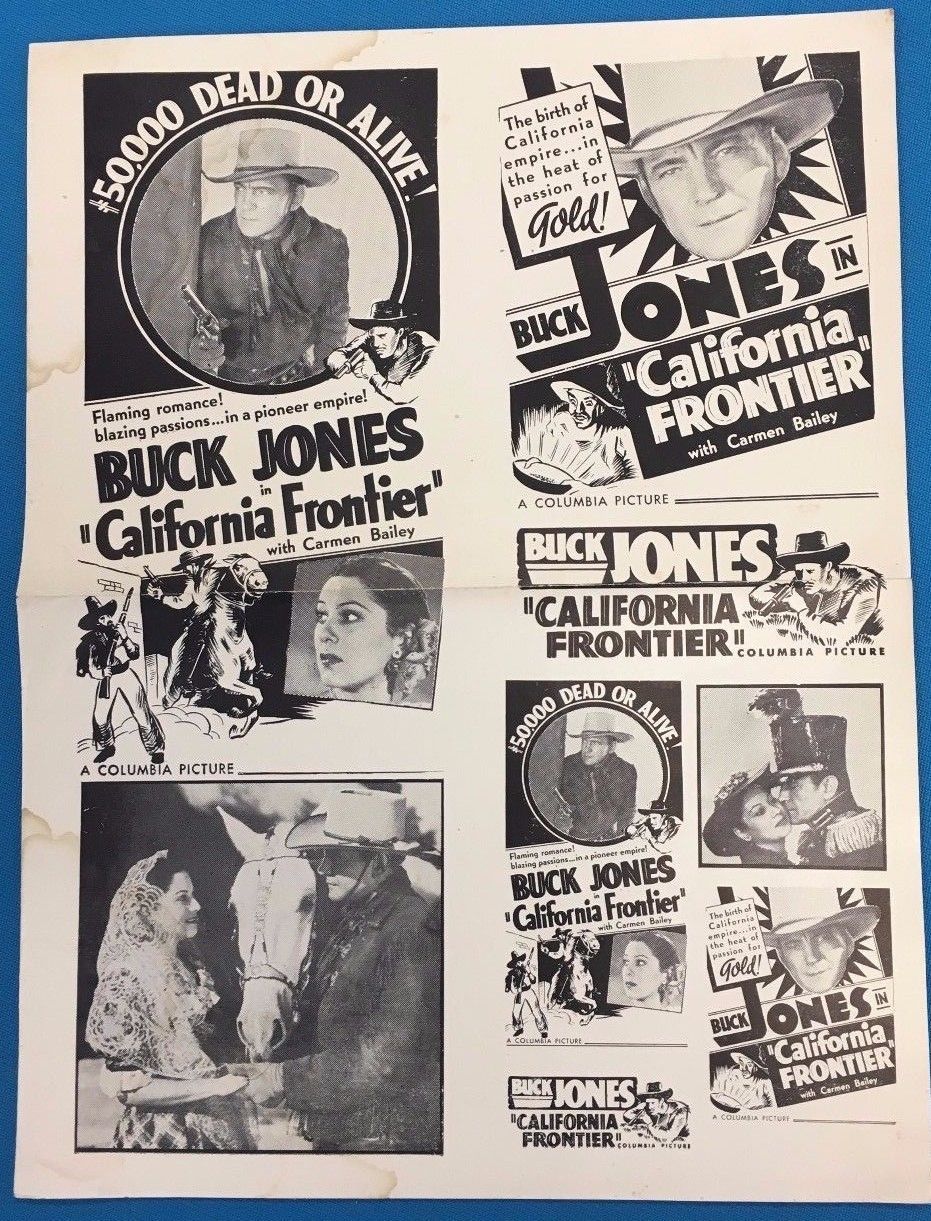 $50,000 DEAD OR ALIVE!
Flaming romance!
blazing passions...in a pioneer empire!
BUCK JONES
in
"California Frontier"
with Carmen Bailey
A COLUMBIA PICTURE
The birth of
California
empire...in
the heat of
passion for
Gold!
BUCK JONES IN
"California
FRONTIER"
with Carmen Bailey
A COLUMBIA PICTURE
BUCK JONES
"CALIFORNIA
FRONTIER"
COLUMBIA PICTURE
$50,000 DEAD OR ALIVE!
Flaming romance!
blazing passions...in a pioneer empire!
BUCK JONES
in
"California Frontier"
with Carmen Bailey
A COLUMBIA PICTURE
The birth of
California
empire...in
the heat of
passion for
Gold!
BUCK JONES IN
"California
FRONTIER"
with Carmen Bailey
A COLUMBIA PICTURE
BUCK JONES
"CALIFORNIA
FRONTIER"
COLUMBIA PICTURE